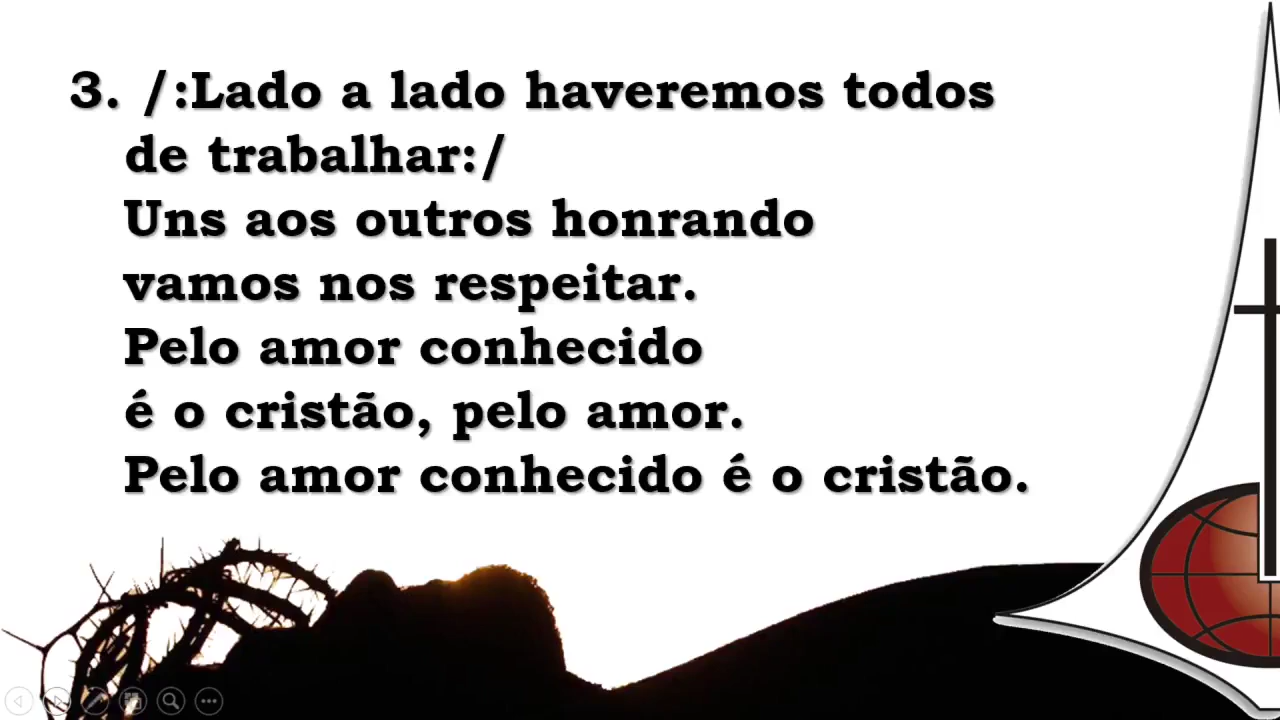 3. /:Lado a lado haveremos todos
de trabalhar:/
Uns aos outros honrando
vamos nos respeitar.
Pelo amor conhecido
é o cristão, pelo amor.
Pelo amor conhecido é o cristão.